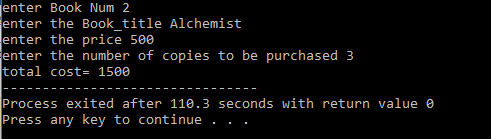 enter Book Num 2
enter the Book_title Alchemist
enter the price 500
enter the number of copies to be purchased 3
total cost= 1500
--------------------------------
Process exited after 110.3 seconds with return value 0
Press any key to continue . . .